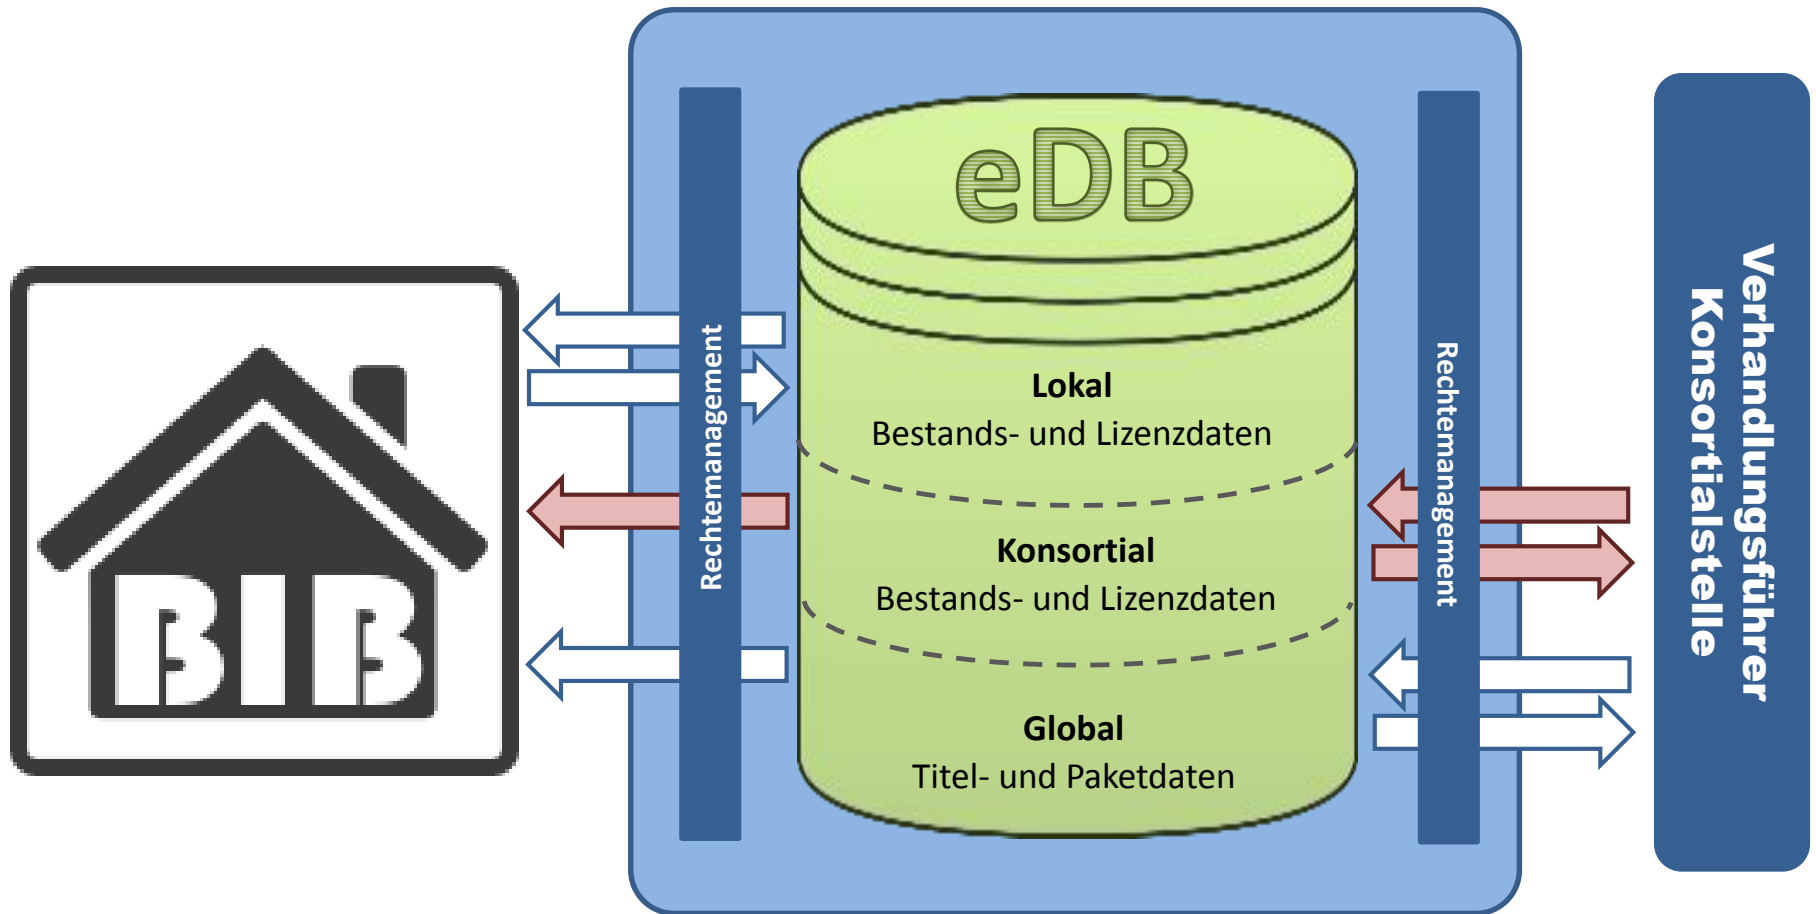 BIB
Rechtemanagement
eDB
Lokal
Bestands- und Lizenzdaten
Konsortial
Bestands- und Lizenzdaten
Global
Titel- und Paketdaten
Rechtemanagement
Verhandlungsführer
Konsortialstelle